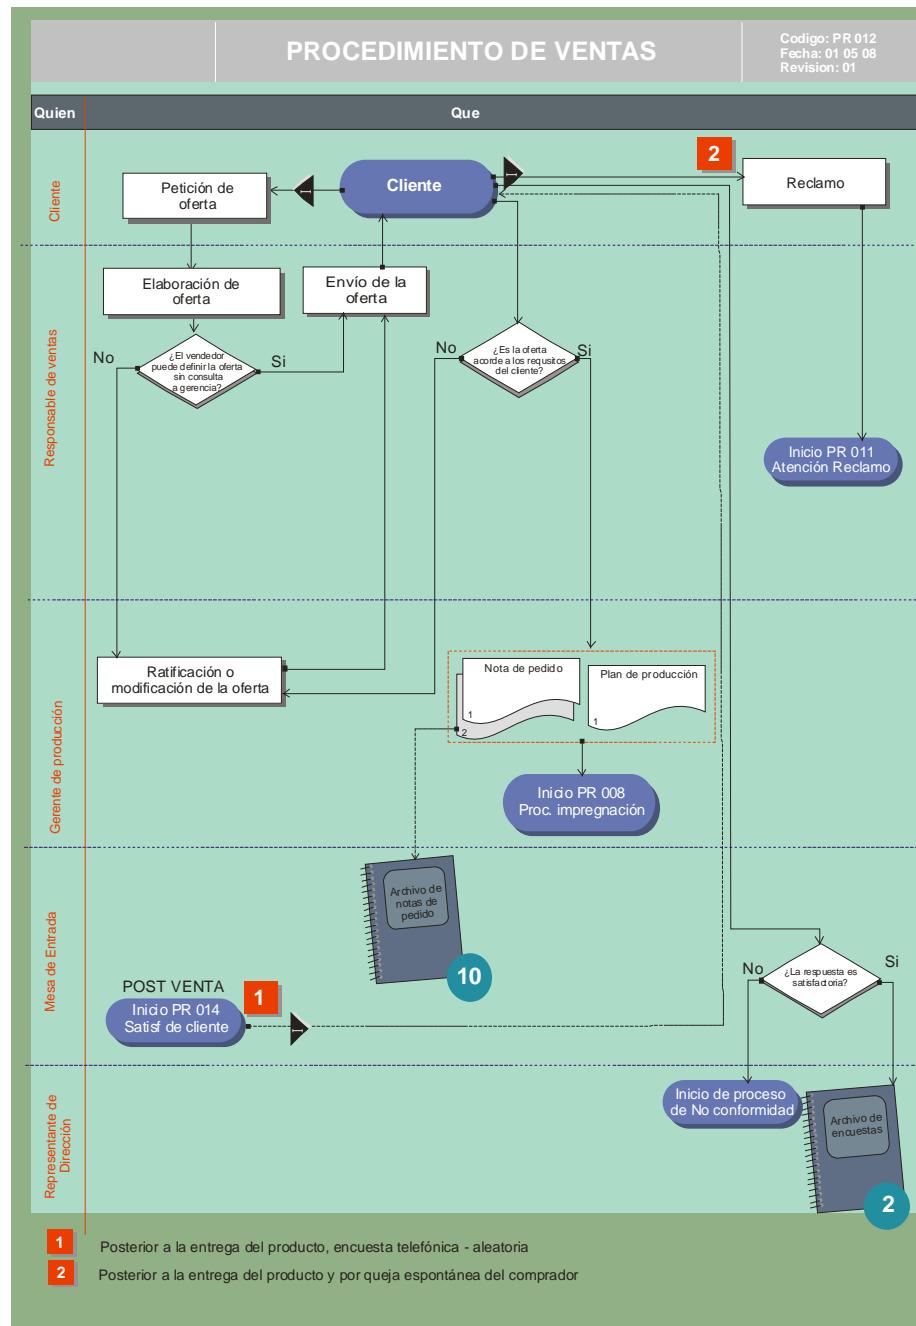 PROCEDIMIENTO DE VENTAS
Codigo: PR 012
Fecha: 01 05 08
Revision: 01
Quien
Que
Cliente
Petición de
oferta
Cliente
I
I
2
Reclamo
Responsable de ventas
Elaboración de
oferta
Envío de la
oferta
No
¿El vendedor
puede definir la oferta
sin consulta
a gerencia?
Si
No
¿Es la oferta
acorde a los requsitos
del cliente?
Si
Inicio PR 011
Atención Reclamo
Gerente de producción
Ratificación o
modificación de la oferta
Nota de pedido
1
2
Plan de producción
1
Inicio PR 008
Proc. impregnación
Mesa de Entrada
Archivo de
notas de
pedido
10
No
¿La respuesta es
satisfactoria?
Si
POST VENTA
1
Inicio PR 014
Satisf de cliente
I
Representante de
Dirección
Inicio de proceso
de No conformidad
Archivo de
encuestas
2
1
Posterior a la entrega del producto, encuesta telefónica - aleatoria
2
Posterior a la entrega del producto y por queja espontánea del comprador